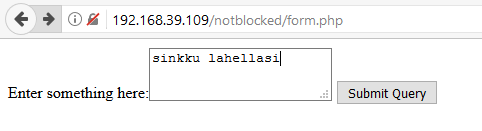 192.168.39.109/notblocked/form.php
sinkku lahellasi
Enter something here:
Submit Query